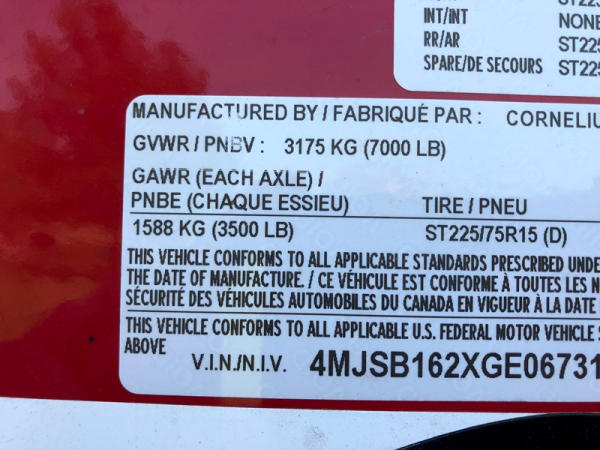 INT/INT NONE
RR/AR ST225
SPARE/DE SECOURS ST225
MANUFACTURED BY / FABRIQUÉ PAR : CORNELIU
GVWR / PNBV : 3175 KG (7000 LB)
GAWR (EACH AXLE) /
PNBE (CHAQUE ESSIEU) TIRE / PNEU
1588 KG (3500 LB) ST225/75R15 (D)
THIS VEHICLE CONFORMS TO ALL APPLICABLE STANDARDS PRESCRIBED UNDE
THE DATE OF MANUFACTURE. / CE VÉHICULE EST CONFORME À TOUTES LES N
SÉCURITÉ DES VÉHICULES AUTOMOBILES DU CANADA EN VIGUEUR À LA DATE
THIS VEHICLE CONFORMS TO ALL APPLICABLE U.S. FEDERAL MOTOR VEHICLE S
ABOVE
V.I.N./N.I.V. 4MJSB162XGE06731